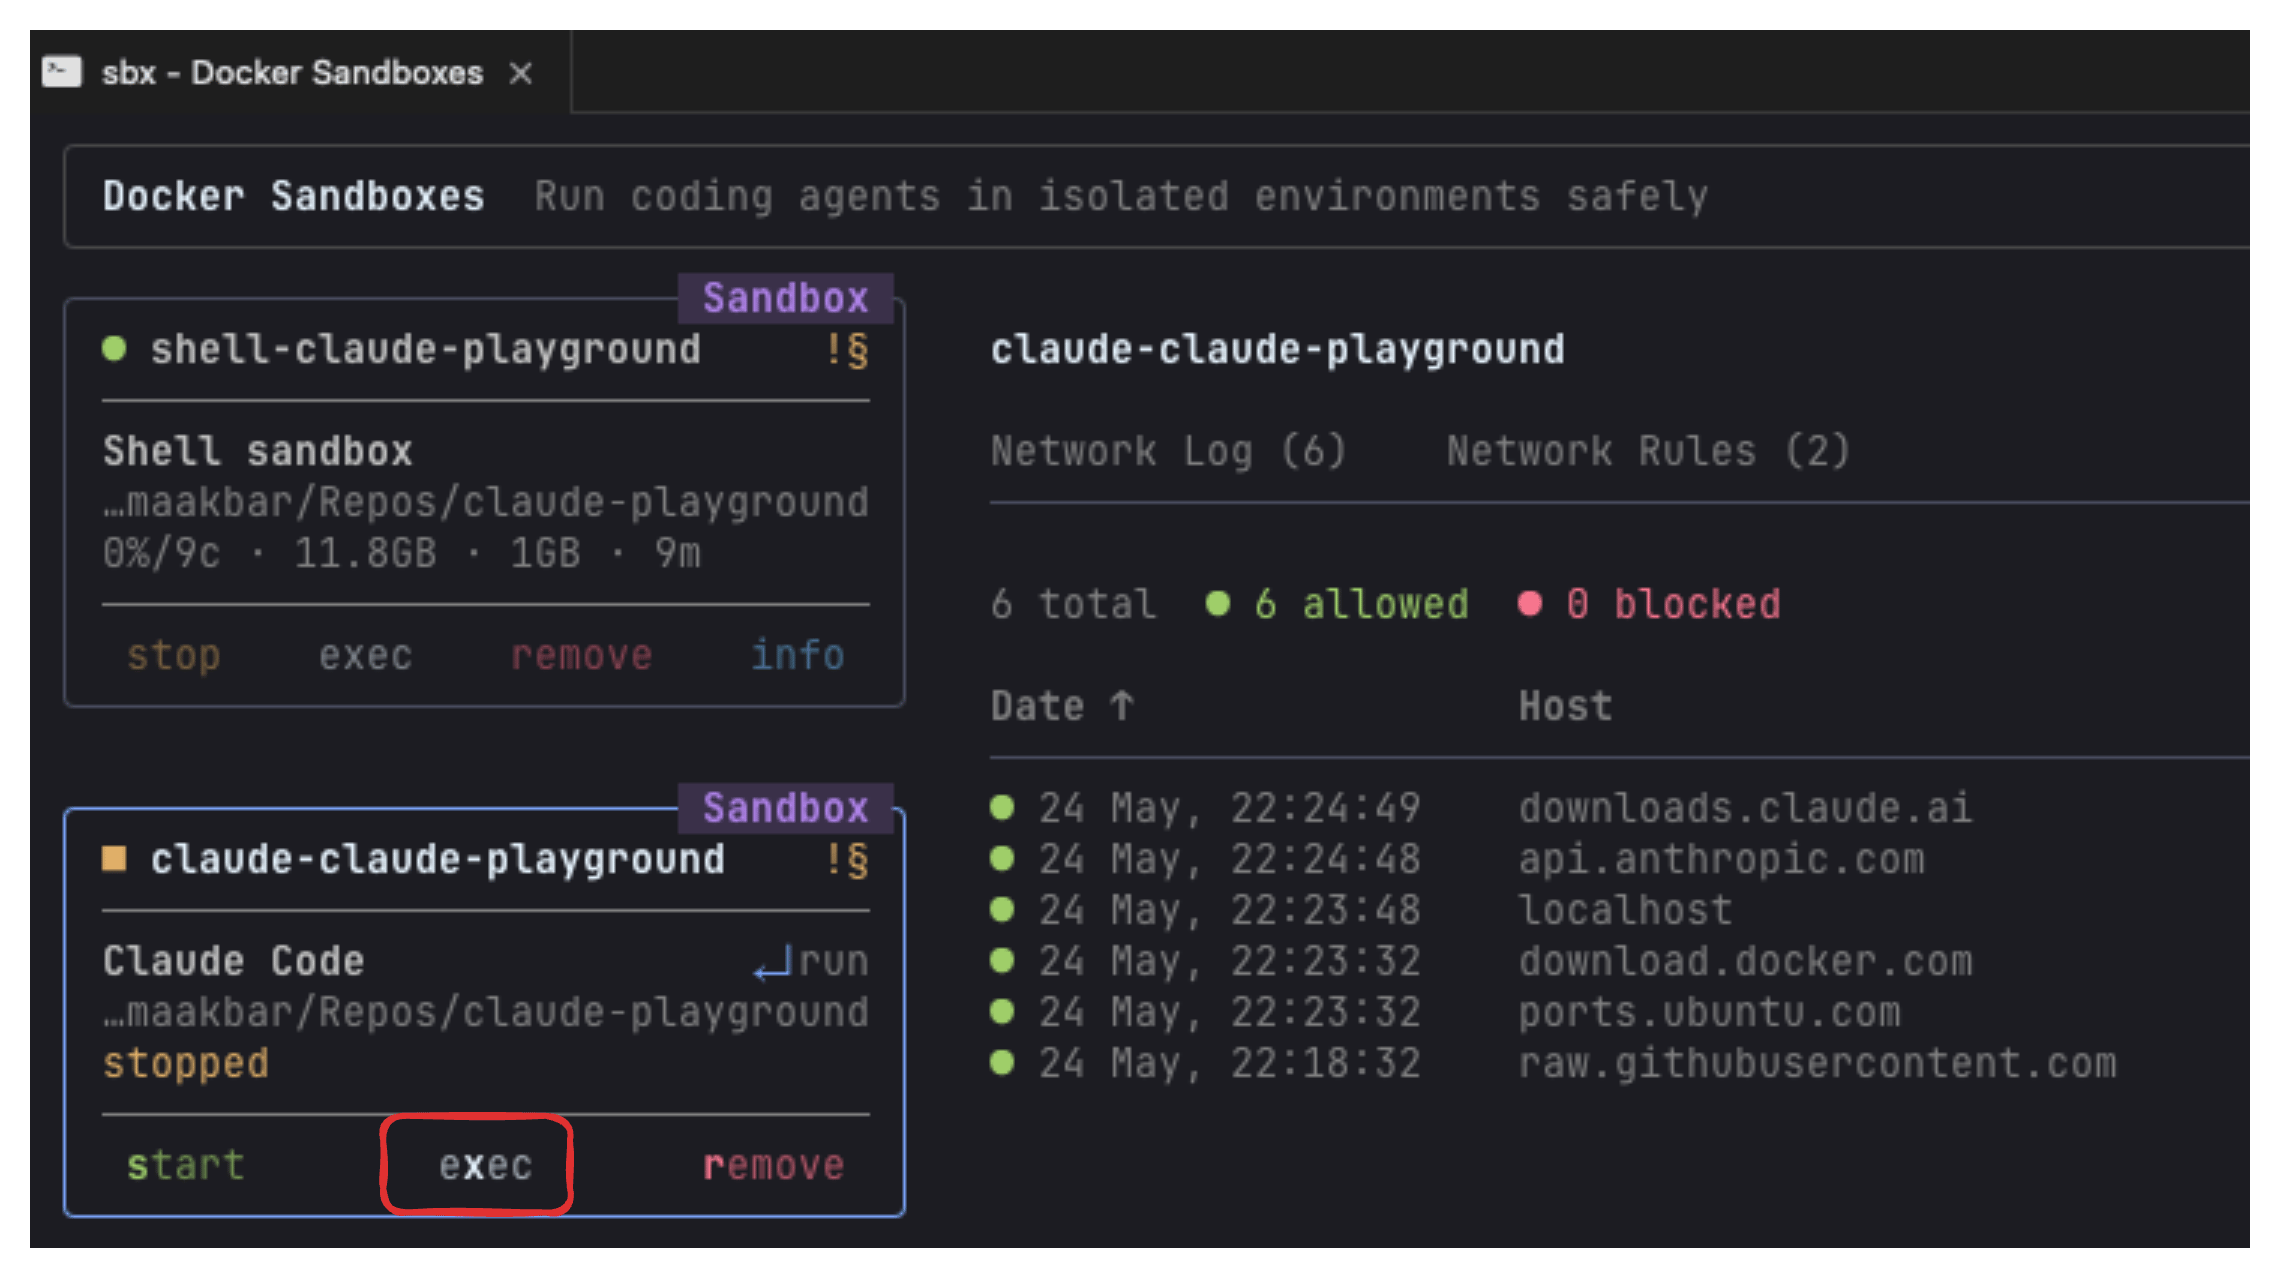 sbx - Docker Sandboxes ×
Docker Sandboxes Run coding agents in isolated environments safely
Sandbox
shell-claude-playground !§
Shell sandbox
…maakbar/Repos/claude-playground
0%/9c · 11.8GB · 1GB · 9m
stop exec remove info
Sandbox
claude-claude-playground !§
Claude Code ↵run
…maakbar/Repos/claude-playground
stopped
start exec remove
claude-claude-playground
Network Log (6) Network Rules (2)
6 total ● 6 allowed ● 0 blocked
Date ↑ Host
24 May, 22:24:49 downloads.claude.ai
24 May, 22:24:48 api.anthropic.com
24 May, 22:23:48 localhost
24 May, 22:23:32 download.docker.com
24 May, 22:23:32 ports.ubuntu.com
24 May, 22:18:32 raw.githubusercontent.com